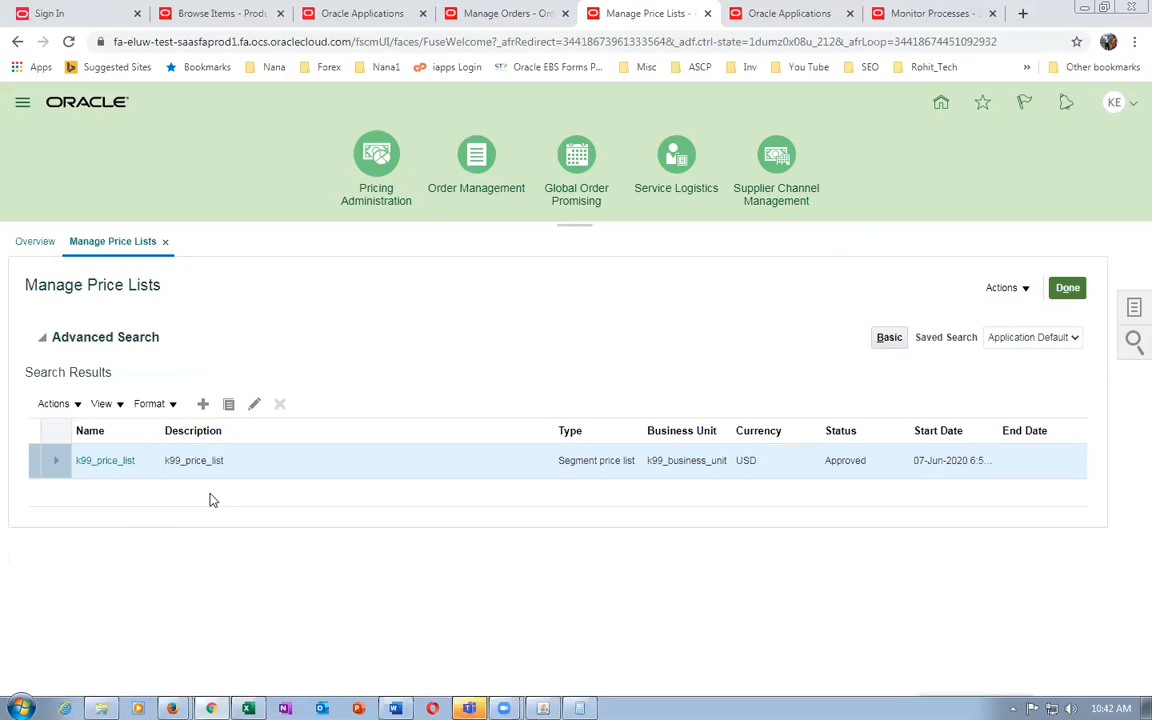 Sign In
Browse Items - Produ
Oracle Applications
Manage Orders - Ord
Manage Price Lists -
Oracle Applications
Monitor Processes -
fa-eluw-test-saasfaprod1.fa.ocs.oraclecloud.com/fscmUI/faces/FuseWelcome?_afrRedirect=344186739613335648&_adf.ctrl-state=1dumz0x08u_212&_afrLoop=34418674451092932
Apps
Suggested Sites
Bookmarks
Nana
Forex
Nana1
iapps Login
Oracle EBS Forms P...
Misc
ASCP
Inv
You Tube
SEO
Rohit_Tech
»
Other bookmarks
ORACLE
KE
Pricing Administration
Order Management
Global Order Promising
Service Logistics
Supplier Channel Management
Overview
Manage Price Lists
Manage Price Lists
Actions
Done
Advanced Search
Basic
Saved Search
Application Default
Search Results
Actions
View
Format
Name
Description
Type
Business Unit
Currency
Status
Start Date
End Date
k99_price_list
k99_price_list
Segment price list
k99_business_unit
USD
Approved
07-Jun-2020 6:5...
10:42 AM